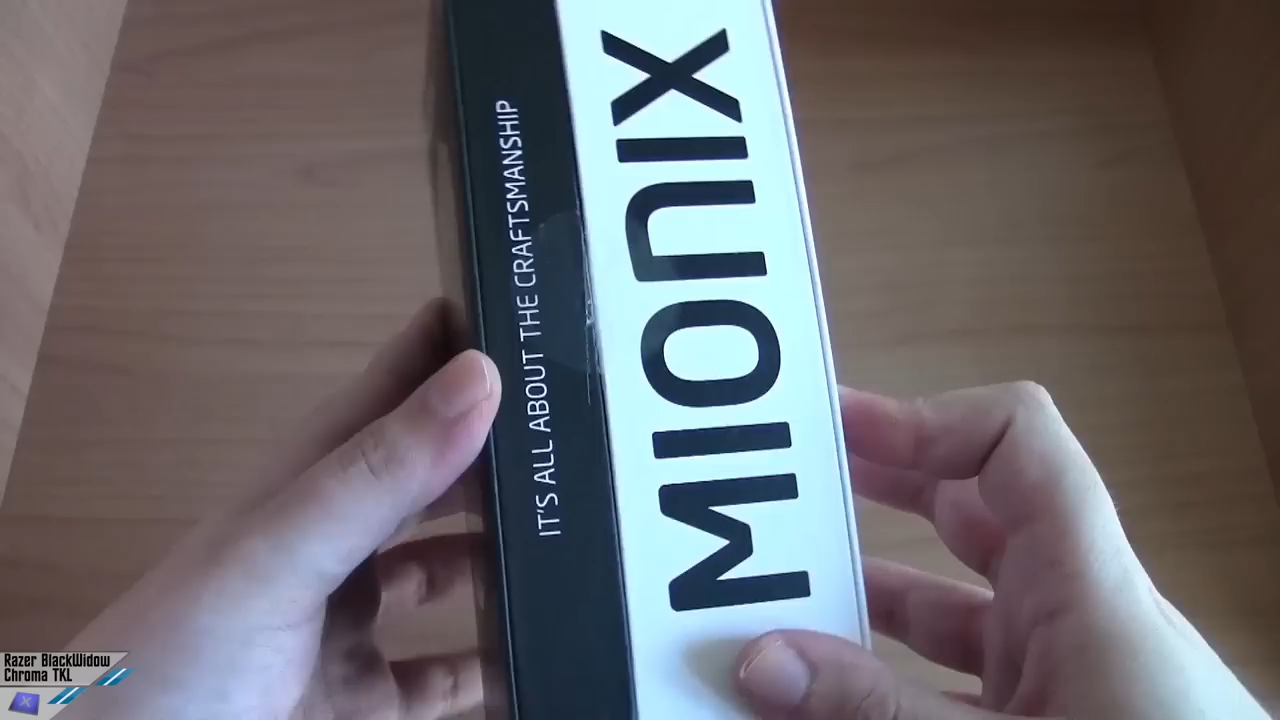 IT'S ALL ABOUT THE CRAFTSMANSHIP
MIONIX
Razer BlackWidow
Chroma TKL
X